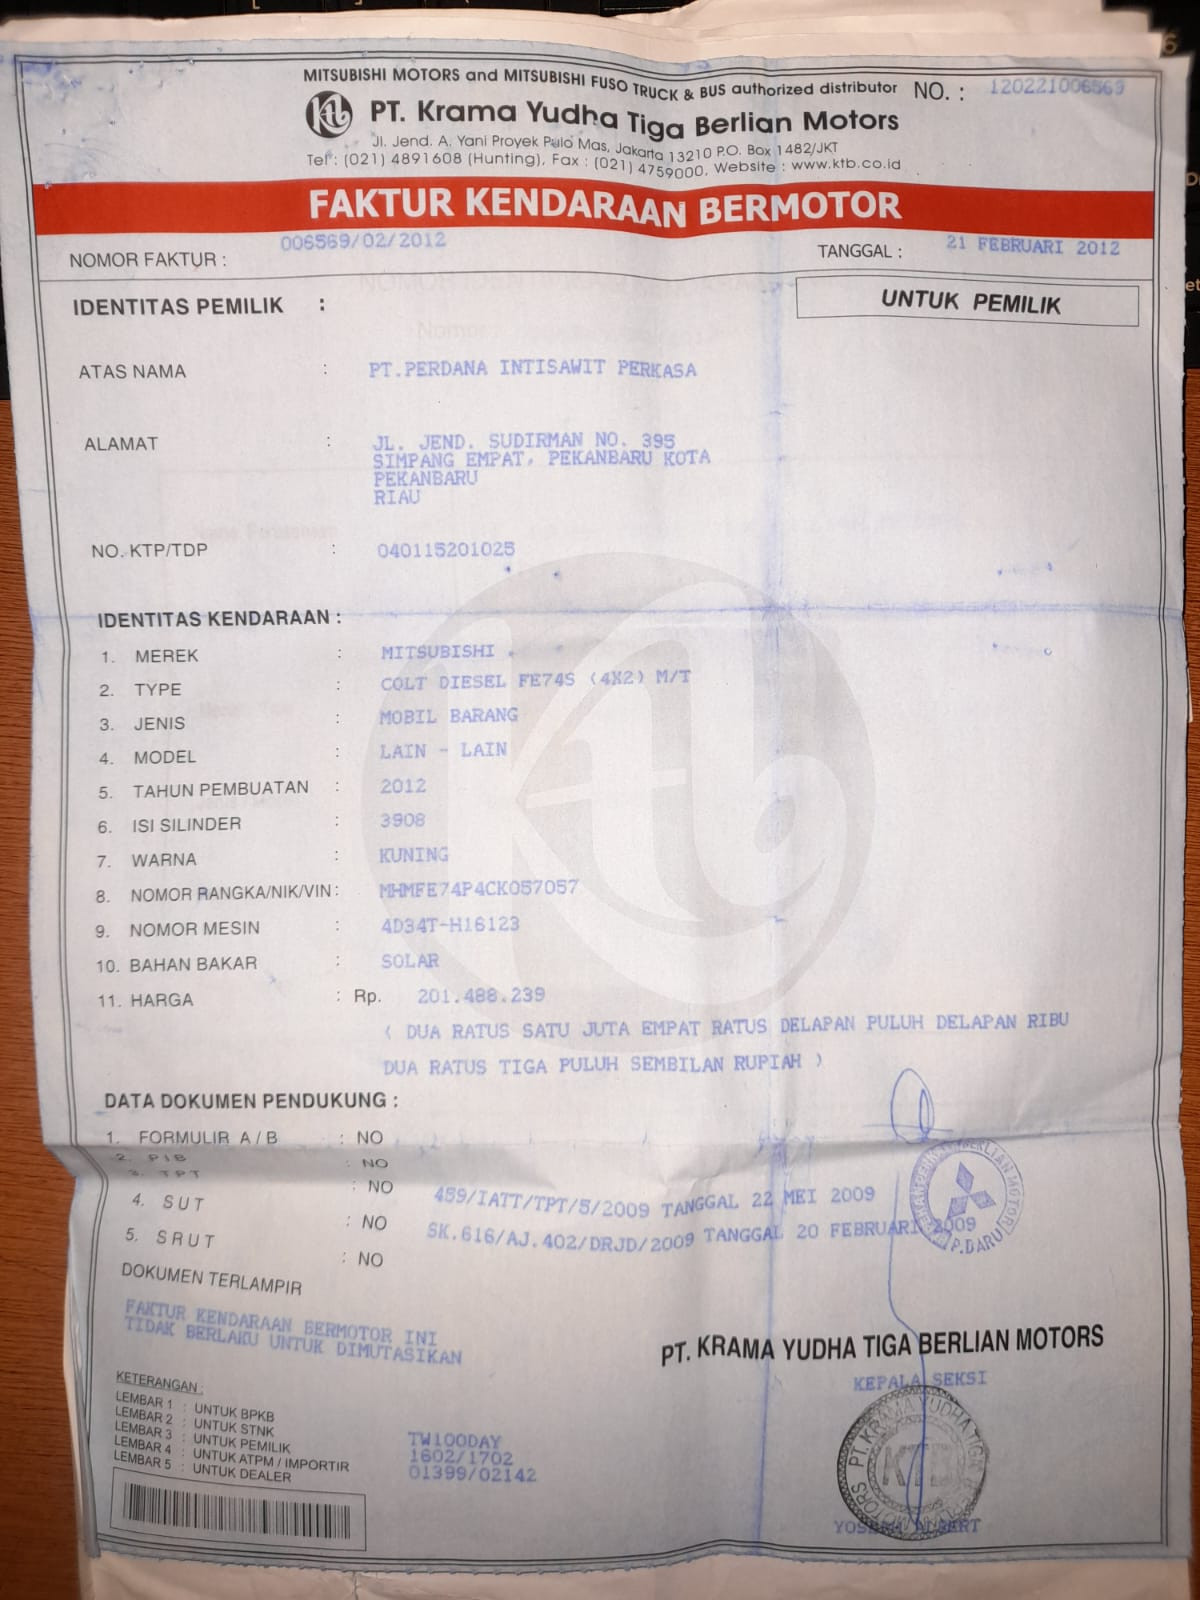 MITSUBISHI MOTORS and MITSUBISHI FUSO TRUCK & BUS authorized distributor NO. : 120221006569
ktb PT. Krama Yudha Tiga Berlian Motors
Jl. Jend. A. Yani Proyek Pulo Mas, Jakarta 13210 P.O. Box 1482/JKT
Tel : (021) 4891608 (Hunting), Fax : (021) 4759000, Website : www.ktb.co.id
FAKTUR KENDARAAN BERMOTOR
NOMOR FAKTUR : 006569/02/2012 TANGGAL : 21 FEBRUARI 2012
IDENTITAS PEMILIK : UNTUK PEMILIK
ATAS NAMA : PT.PERDANA INTISAWIT PERKASA
ALAMAT : JL. JEND. SUDIRMAN NO. 395
SIMPANG EMPAT, PEKANBARU KOTA
PEKANBARU
RIAU
NO. KTP/TDP : 040115201025
IDENTITAS KENDARAAN :
1. MEREK : MITSUBISHI
2. TYPE : COLT DIESEL FE74S (4X2) M/T
3. JENIS : MOBIL BARANG
4. MODEL : LAIN - LAIN
5. TAHUN PEMBUATAN : 2012
6. ISI SILINDER : 3908
7. WARNA : KUNING
8. NOMOR RANGKA/NIK/VIN : MHMFE74P4CK057057
9. NOMOR MESIN : 4D34T-H16123
10. BAHAN BAKAR : SOLAR
11. HARGA : Rp. 201.488.239
( DUA RATUS SATU JUTA EMPAT RATUS DELAPAN PULUH DELAPAN RIBU
DUA RATUS TIGA PULUH SEMBILAN RUPIAH )
DATA DOKUMEN PENDUKUNG :
1. FORMULIR A / B : NO
2. PIB : NO
3. TPT : NO
4. SUT : NO 459/IATT/TPT/5/2009 TANGGAL 22 MEI 2009
5. SRUT : NO SK.616/AJ.402/DRJD/2009 TANGGAL 20 FEBRUARI 2009
DOKUMEN TERLAMPIR
FAKTUR KENDARAAN BERMOTOR INI
TIDAK BERLAKU UNTUK DIMUTASIKAN
P.BARU
PT. KRAMA YUDHA TIGA BERLIAN MOTORS
KEPALA SEKSI
KETERANGAN :
LEMBAR 1 : UNTUK BPKB
LEMBAR 2 : UNTUK STNK
LEMBAR 3 : UNTUK PEMILIK
LEMBAR 4 : UNTUK ATPM / IMPORTIR
LEMBAR 5 : UNTUK DEALER
TW100DAY
1602/1702
01399/02142
PT. KRAMA YUDHA TIGA
KTB
MOTORS